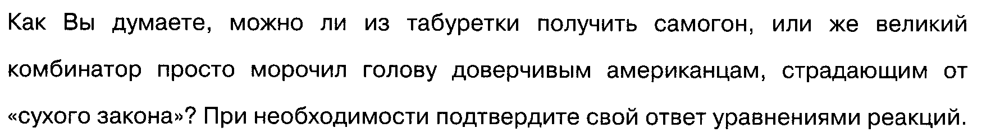 Как Вы думаете, можно ли из табуретки получить самогон, или же великий
комбинатор просто морочил голову доверчивым американцам, страдающим от
«сухого закона»? При необходимости подтвердите свой ответ уравнениями реакций.